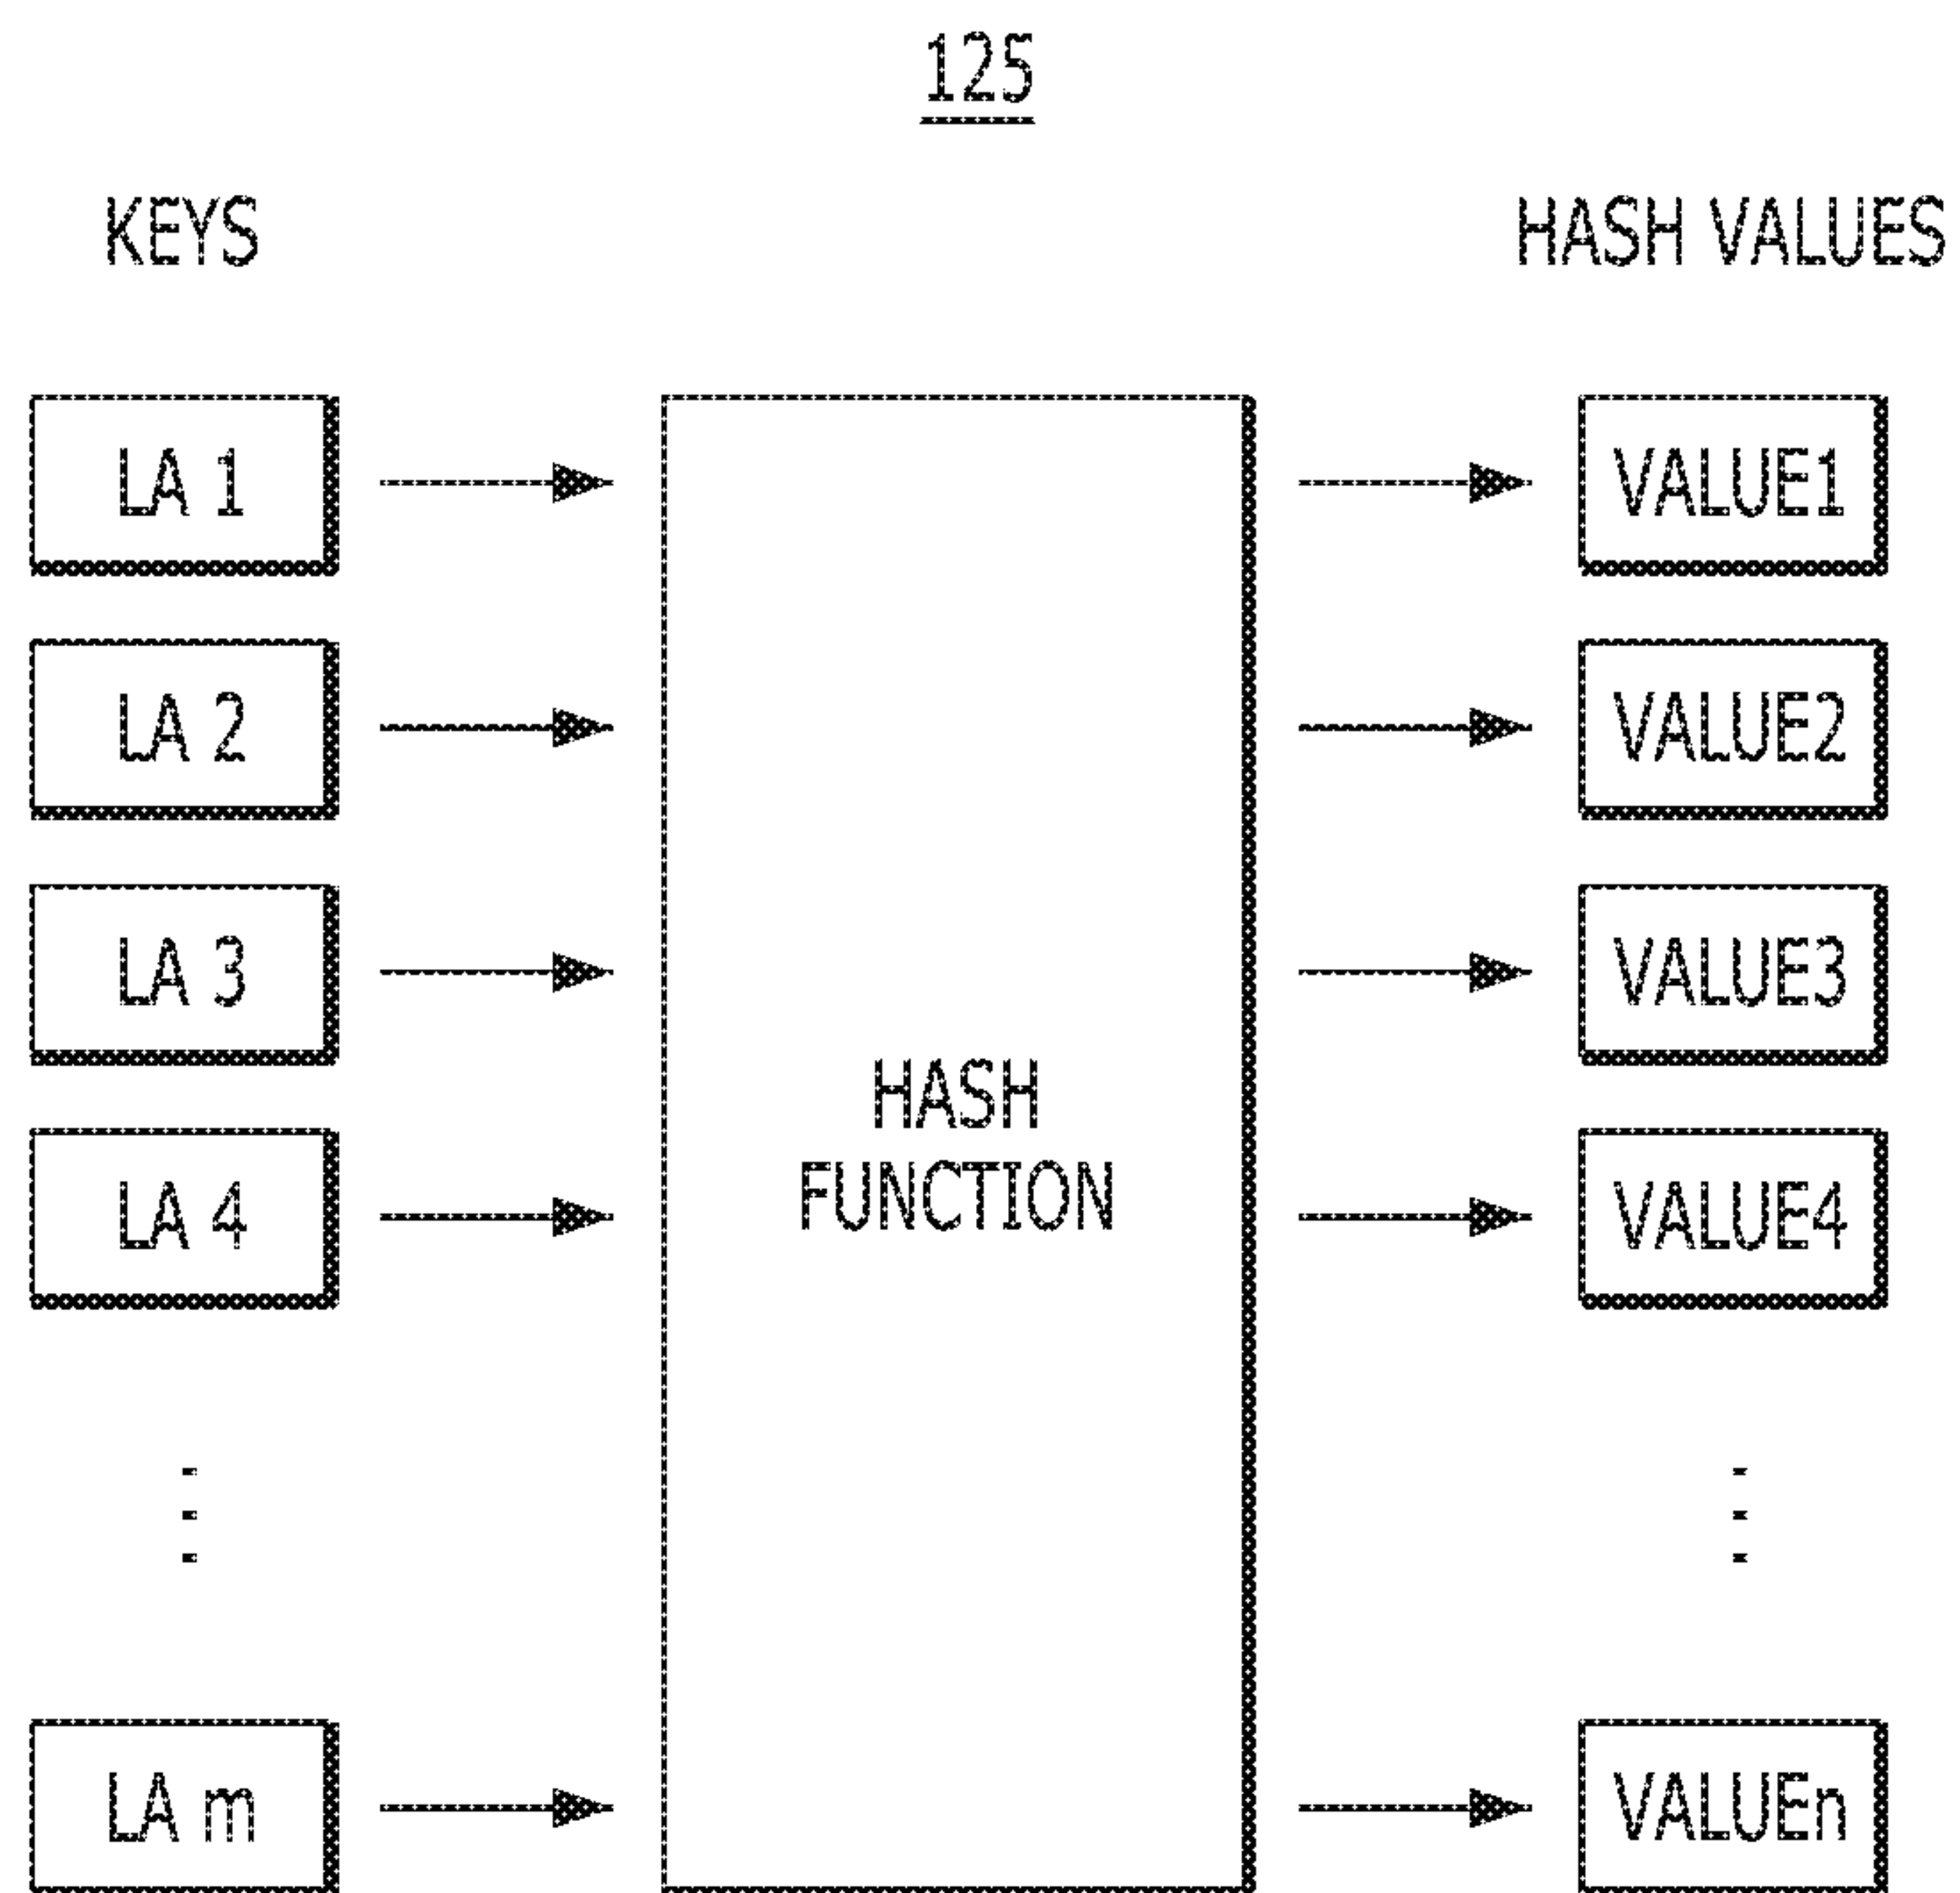 125
KEYS
HASH VALUES
LA 1
VALUE1
LA 2
VALUE2
LA 3
VALUE3
HASH
FUNCTION
LA 4
VALUE4
LA m
VALUEn